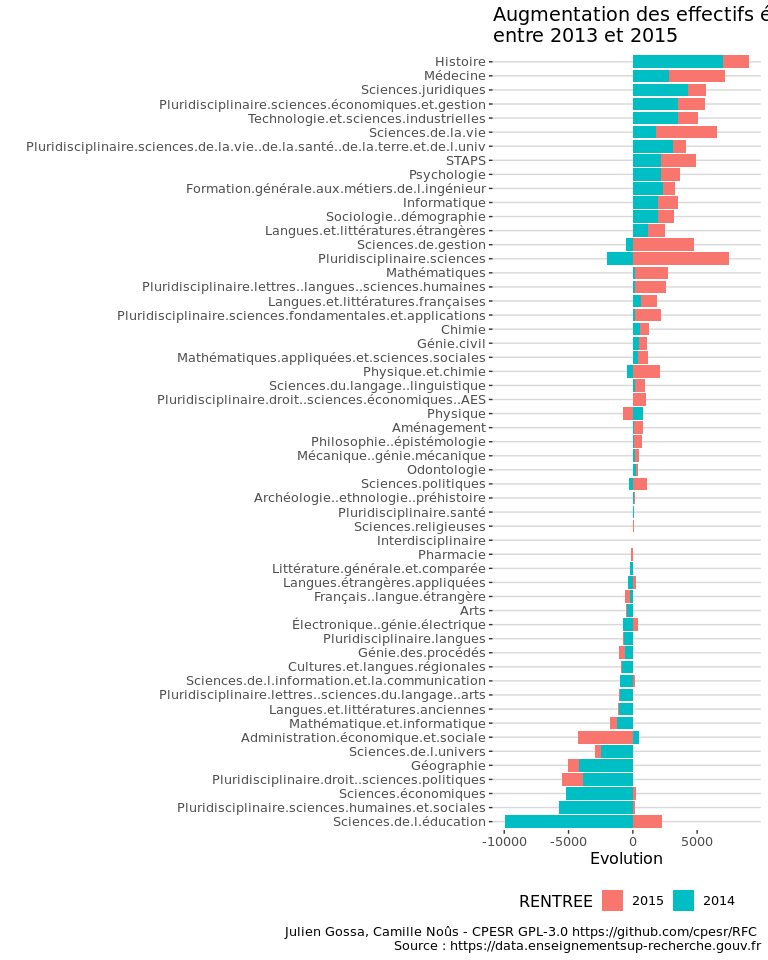 Augmentation des effectifs é
entre 2013 et 2015
Histoire
Médecine
Sciences.juridiques
Pluridisciplinaire.sciences.économiques.et.gestion
Technologie.et.sciences.industrielles
Sciences.de.la.vie
Pluridisciplinaire.sciences.de.la.vie..de.la.santé..de.la.terre.et.de.l.univ
STAPS
Psychologie
Formation.générale.aux.métiers.de.l.ingénieur
Informatique
Sociologie..démographie
Langues.et.littératures.étrangères
Sciences.de.gestion
Pluridisciplinaire.sciences
Mathématiques
Pluridisciplinaire.lettres..langues..sciences.humaines
Langues.et.littératures.françaises
Pluridisciplinaire.sciences.fondamentales.et.applications
Chimie
Génie.civil
Mathématiques.appliquées.et.sciences.sociales
Physique.et.chimie
Sciences.du.langage..linguistique
Pluridisciplinaire.droit..sciences.économiques..AES
Physique
Aménagement
Philosophie..épistémologie
Mécanique..génie.mécanique
Odontologie
Sciences.politiques
Archéologie..ethnologie..préhistoire
Pluridisciplinaire.santé
Sciences.religieuses
Interdisciplinaire
Pharmacie
Littérature.générale.et.comparée
Langues.étrangères.appliquées
Français..langue.étrangère
Arts
Électronique..génie.électrique
Pluridisciplinaire.langues
Génie.des.procédés
Cultures.et.langues.régionales
Sciences.de.l.information.et.la.communication
Pluridisciplinaire.lettres..sciences.du.langage..arts
Langues.et.littératures.anciennes
Mathématique.et.informatique
Administration.économique.et.sociale
Sciences.de.l.univers
Géographie
Pluridisciplinaire.droit..sciences.politiques
Sciences.économiques
Pluridisciplinaire.sciences.humaines.et.sociales
Sciences.de.l.éducation
-10000 -5000 0 5000
Evolution
RENTREE 2015 2014
Julien Gossa, Camille Noûs - CPESR GPL-3.0 https://github.com/cpesr/RFC
Source : https://data.enseignementsup-recherche.gouv.fr